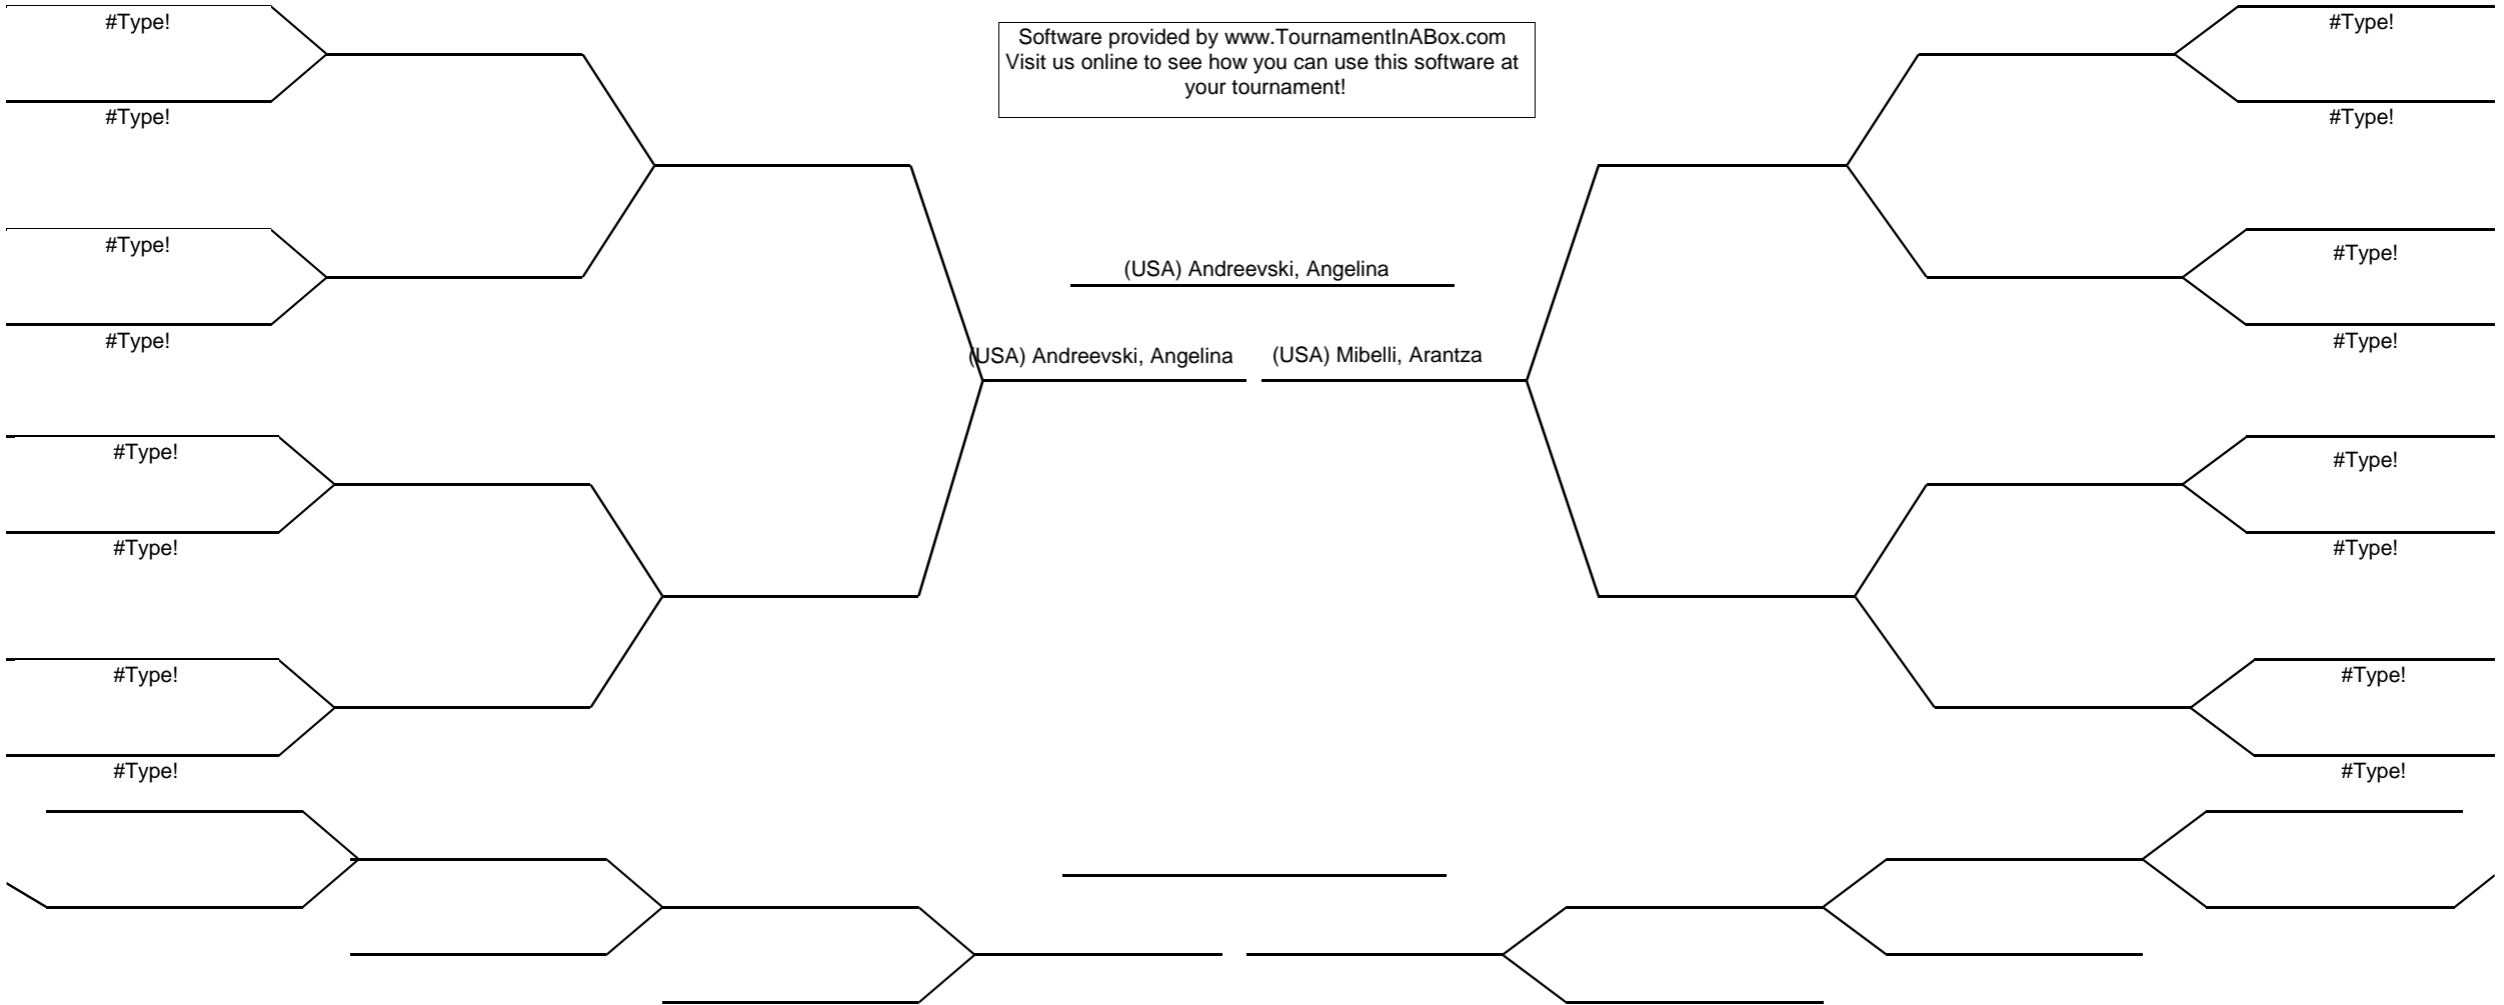 #Type!
#Type!
Software provided by www.TournamentInABox.com
Visit us online to see how you can use this software at
your tournament!
#Type!
#Type!
#Type!
#Type!
(USA) Andreevski, Angelina
#Type!
#Type!
(USA) Andreevski, Angelina
(USA) Mibelli, Arantza
#Type!
#Type!
#Type!
#Type!
#Type!
#Type!
#Type!
#Type!